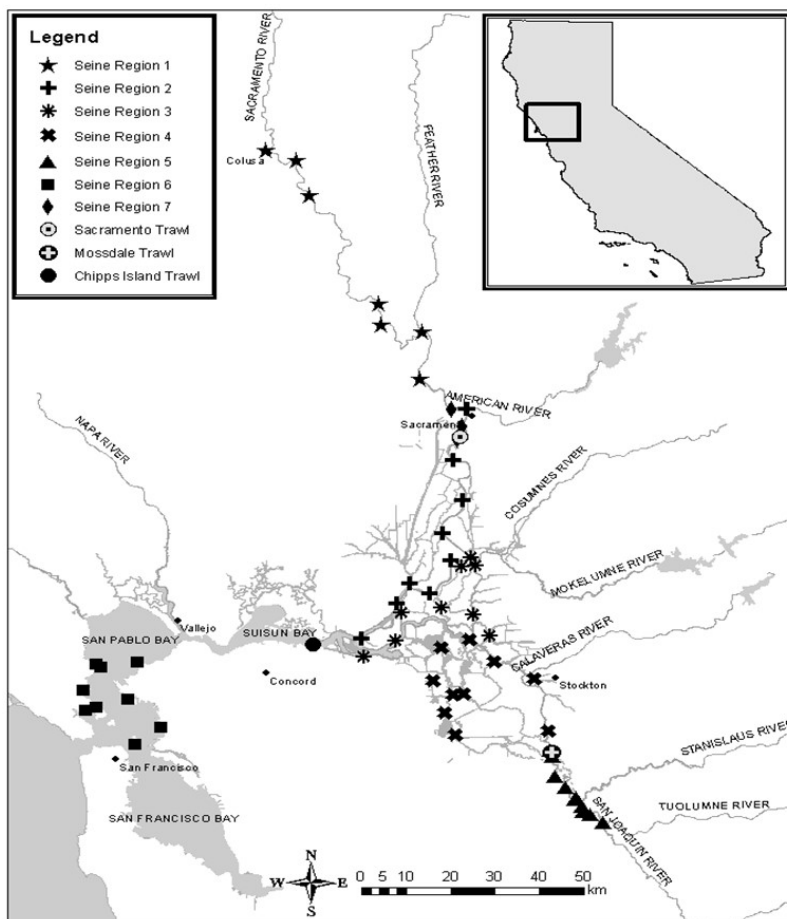 Legend
Seine Region 1
Seine Region 2
Seine Region 3
Seine Region 4
Seine Region 5
Seine Region 6
Seine Region 7
Sacramento Trawl
Mossdale Trawl
Chipps Island Trawl
SACRAMENTO RIVER
FEATHER RIVER
Colusa
AMERICAN RIVER
Sacramen
NAPA RIVER
COSUMNES RIVER
MOKELUMNE RIVER
Vallejo
SAN PABLO BAY
SUISUN BAY
CALAVERAS RIVER
Concord
Stockton
STANISLAUS RIVER
San Francisco
SAN JOAQUIN RIVER
TUOLUMNE RIVER
SAN FRANCISCO BAY
N
W E
S
0 5 10 20 30 40 50
km